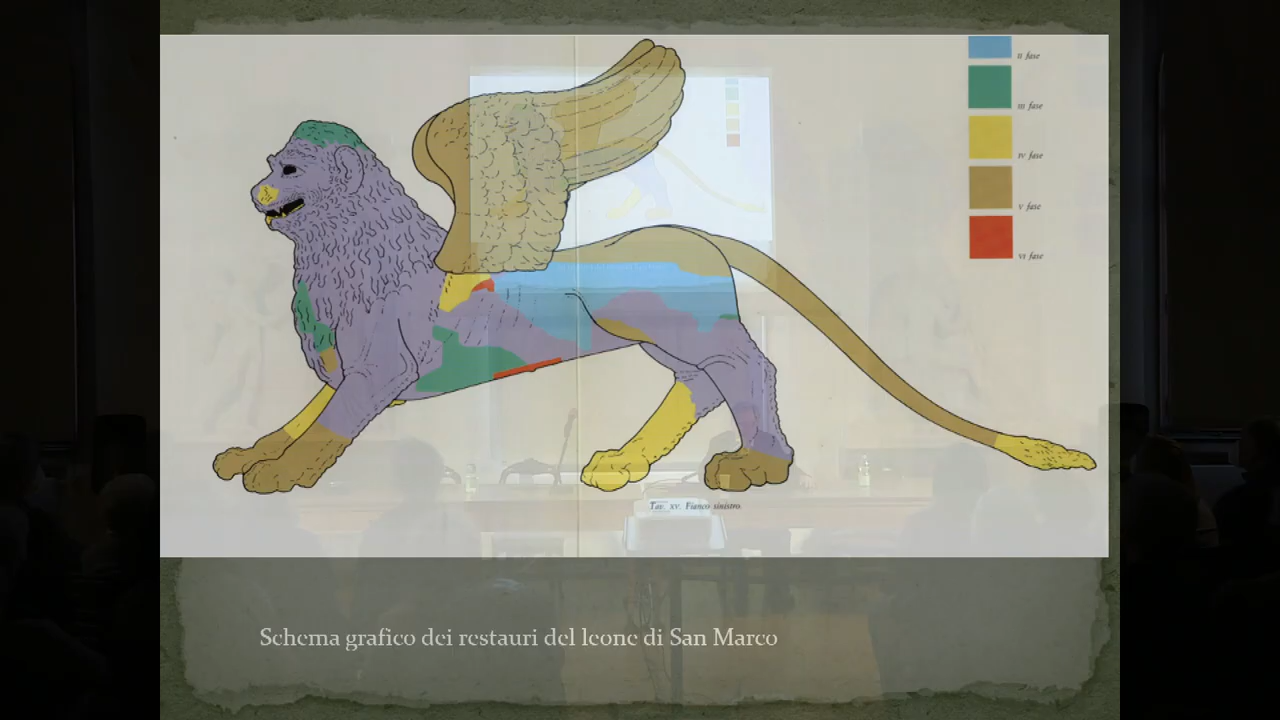 II fase
III fase
IV fase
V fase
VI fase
Tav. XV. Fianco sinistro.
Schema grafico dei restauri del leone di San Marco